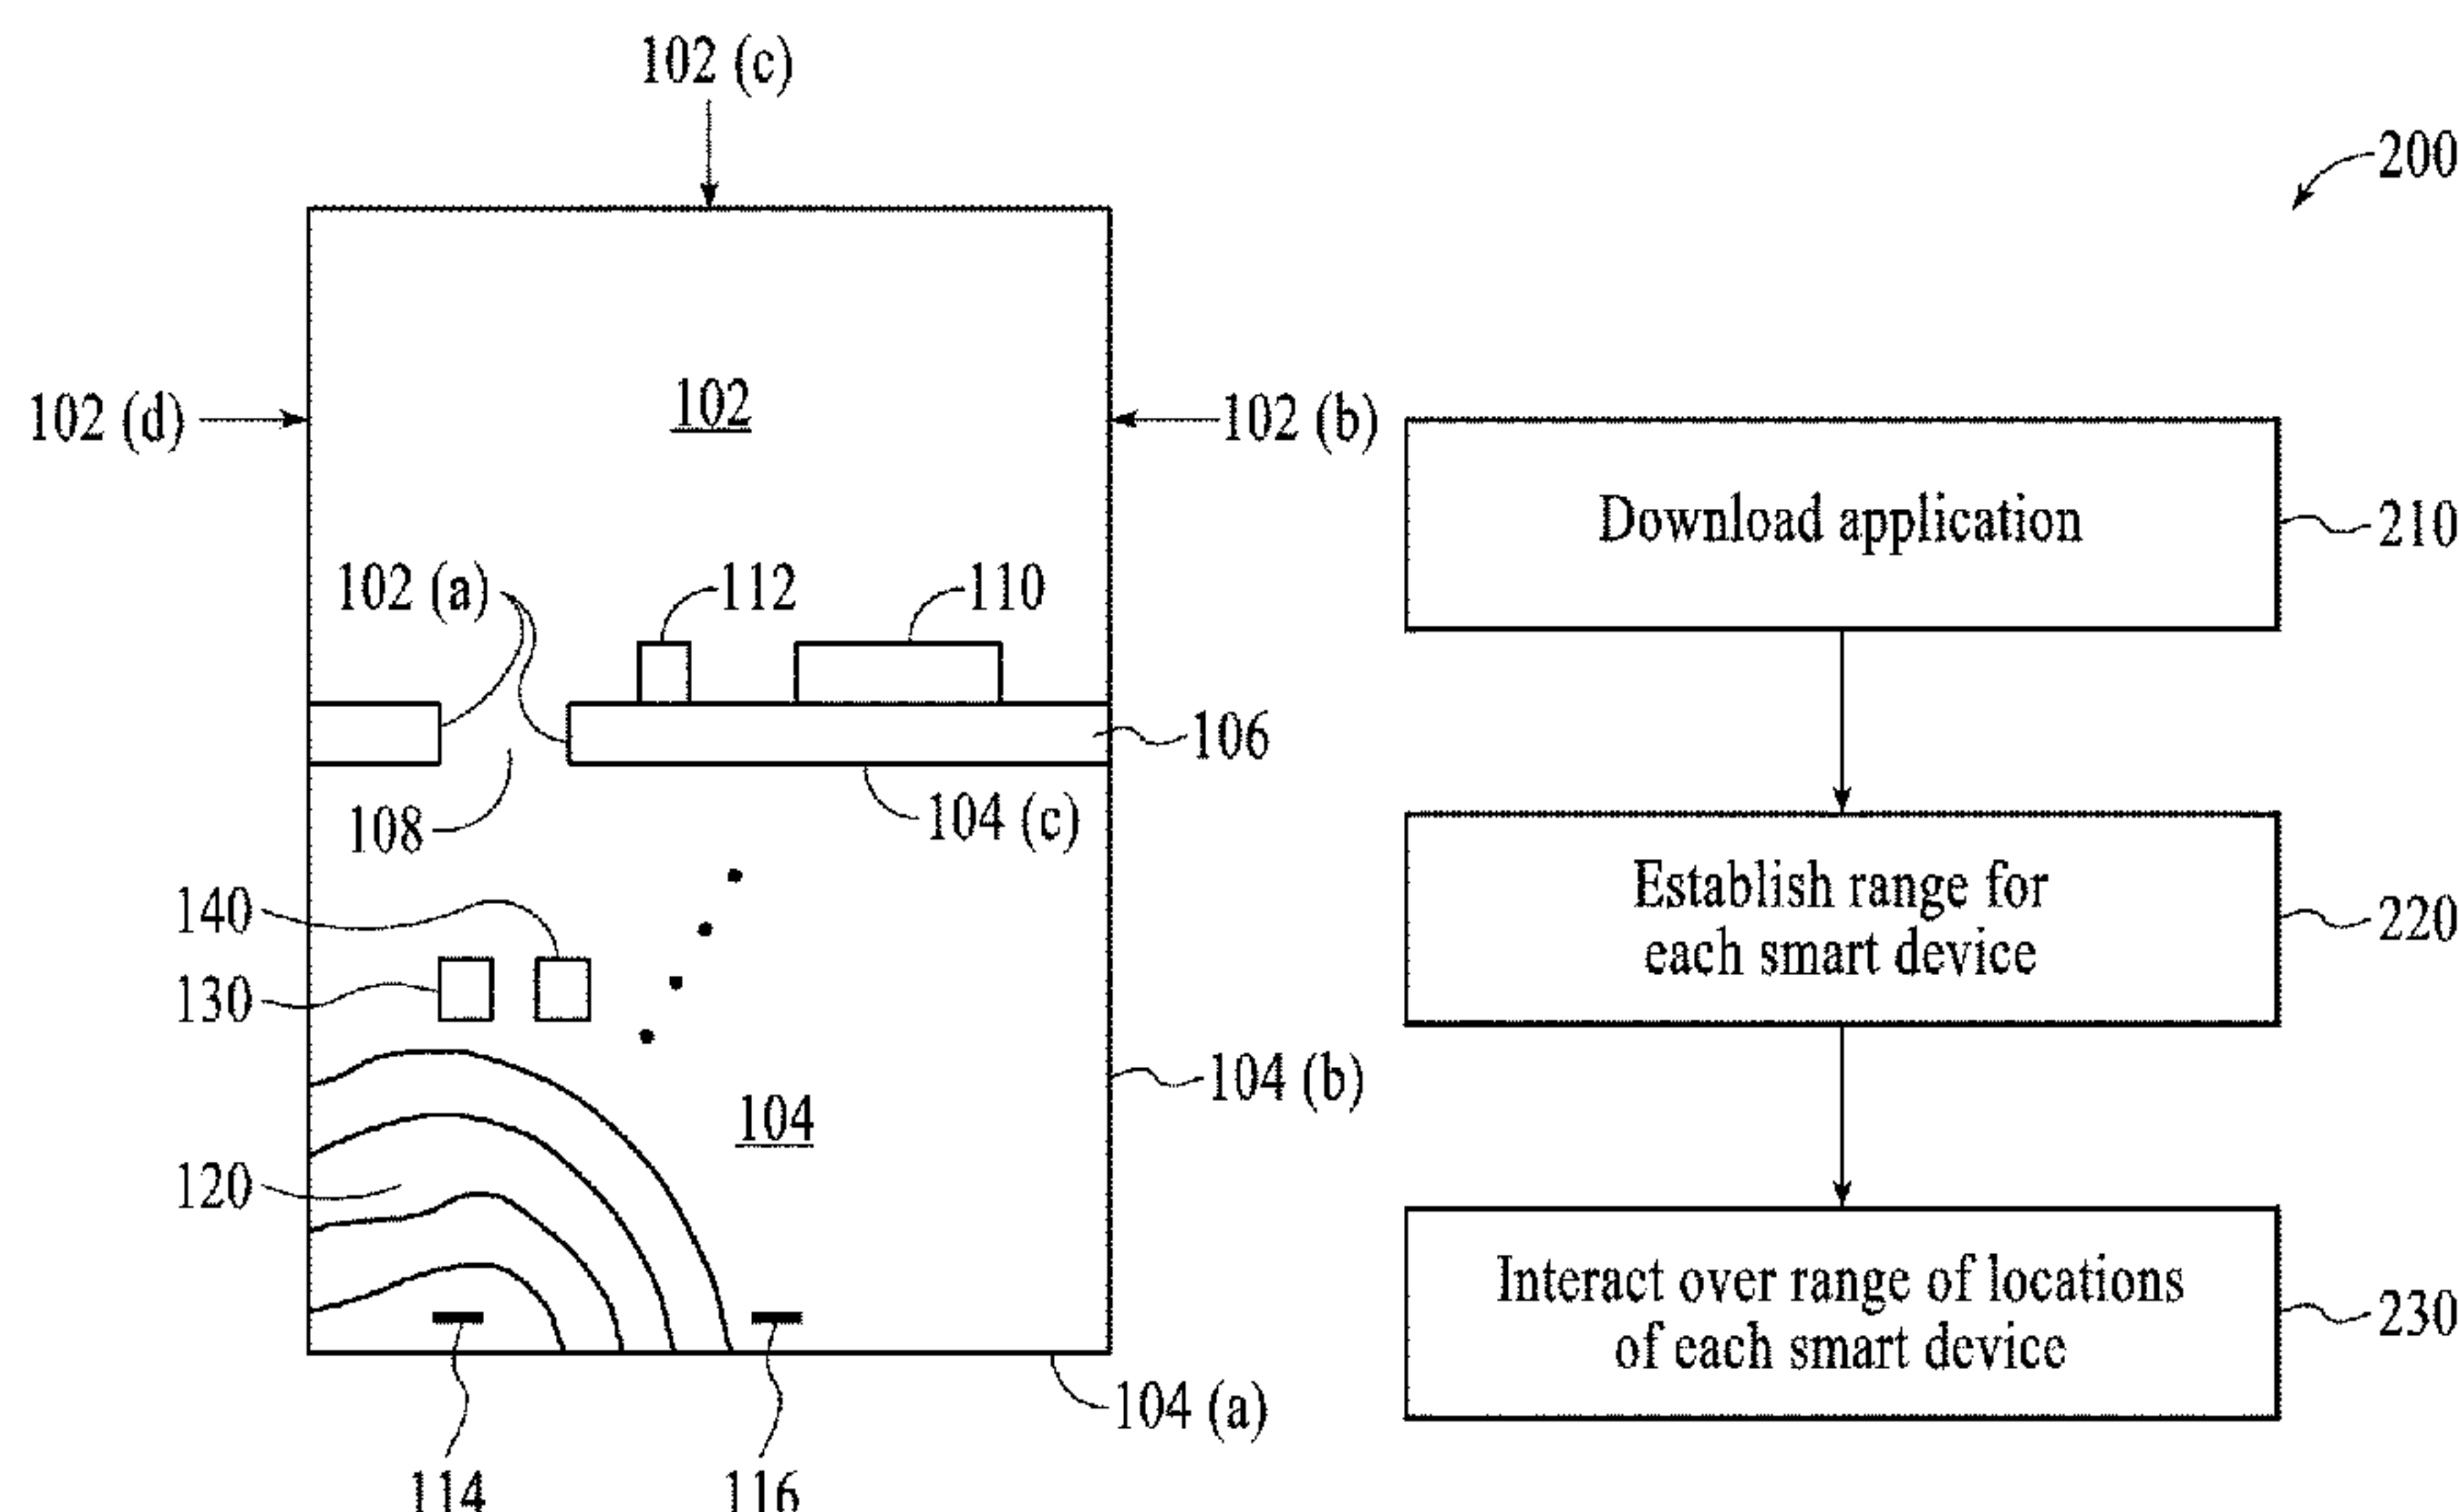 102 (c)
200
102 (d)
102
102 (b)
Download application
210
102 (a)
112
110
106
108
104 (c)
140
130
Establish range for
each smart device
220
104 (b)
104
120
Interact over range of locations
of each smart device
230
104 (a)
114
116